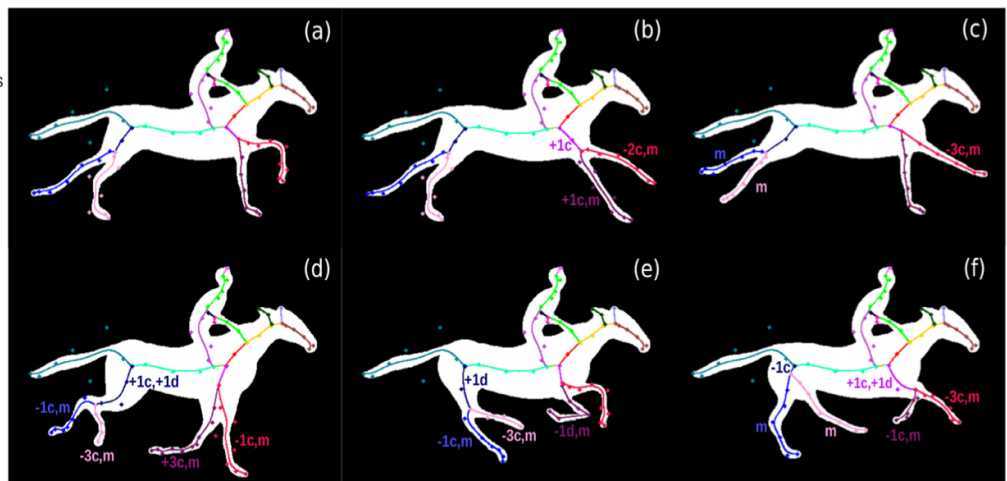 s
(a)
(b)
(c)
+1c
-2c,m
+1c,m
m
m
-3c,m
(d)
(e)
(f)
+1c,+1d
-1c,m
-3c,m
+3c,m
-1c,m
+1d
-1c,m
-3c,m
-1d,m
-1c
+1c,+1d
-3c,m
m
m
-1c,m